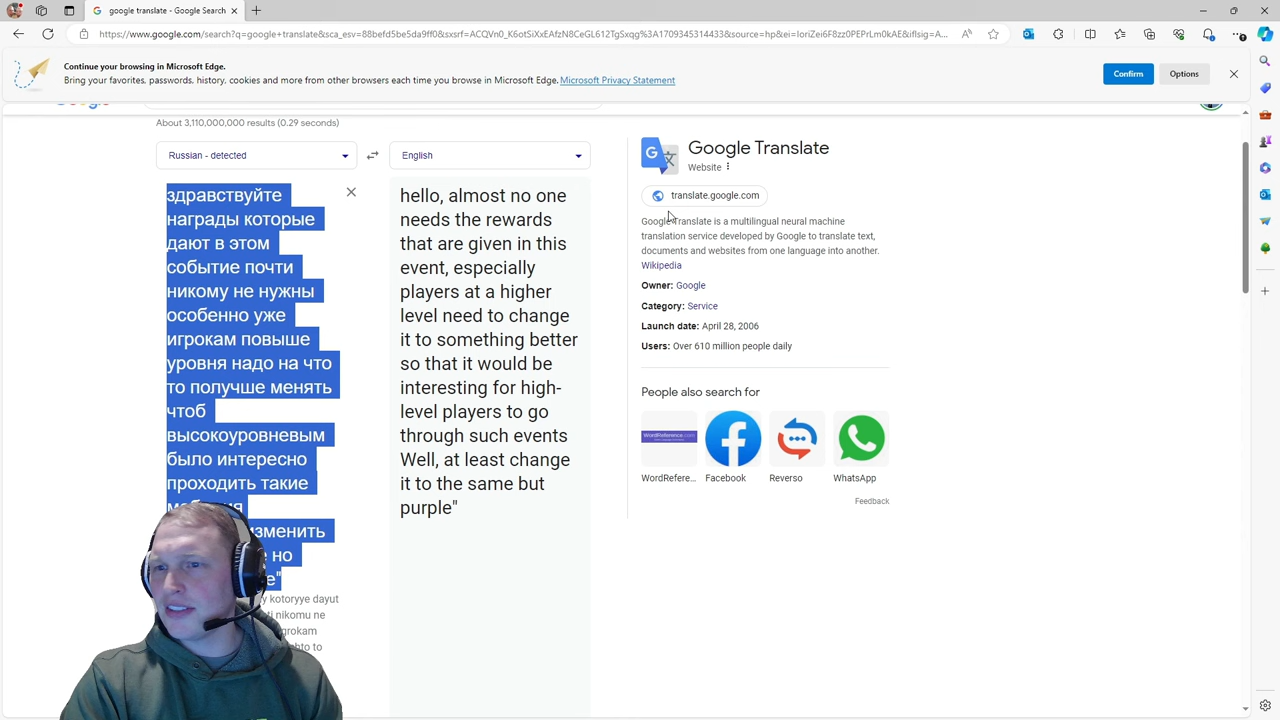 google translate - Google Search
https://www.google.com/search?q=google+translate&sca_esv=88befd5be5da9ff0&sxsrf=ACQVn0_K6otSiXxEAfzN8CeGL612TgSxqg%3A1709345314433&source=hp&ei=IoriZei6F8zz0PEPrLm0kAE&iflsig=A...
Continue your browsing in Microsoft Edge.
Bring your favorites, passwords, history, cookies and more from other browsers each time you browse in Microsoft Edge. Microsoft Privacy Statement
Confirm
Options
About 3,110,000,000 results (0.29 seconds)
Russian - detected
English
здравствуйте
награды которые
дают в этом
событие почти
никому не нужны
особенно уже
игрокам повыше
уровня надо на что
то получше менять
чтоб
высокоуровневым
было интересно
проходить такие
изменить
но
е"
y kotoryye dayut
ti nikomu ne
grokam
hto to
hello, almost no one
needs the rewards
that are given in this
event, especially
players at a higher
level need to change
it to something better
so that it would be
interesting for high-
level players to go
through such events
Well, at least change
it to the same but
purple"
Google Translate
Website
translate.google.com
Google Translate is a multilingual neural machine
translation service developed by Google to translate text,
documents and websites from one language into another.
Wikipedia
Owner: Google
Category: Service
Launch date: April 28, 2006
Users: Over 610 million people daily
People also search for
WordReference.com
WordRefere...
Facebook
Reverso
WhatsApp
Feedback